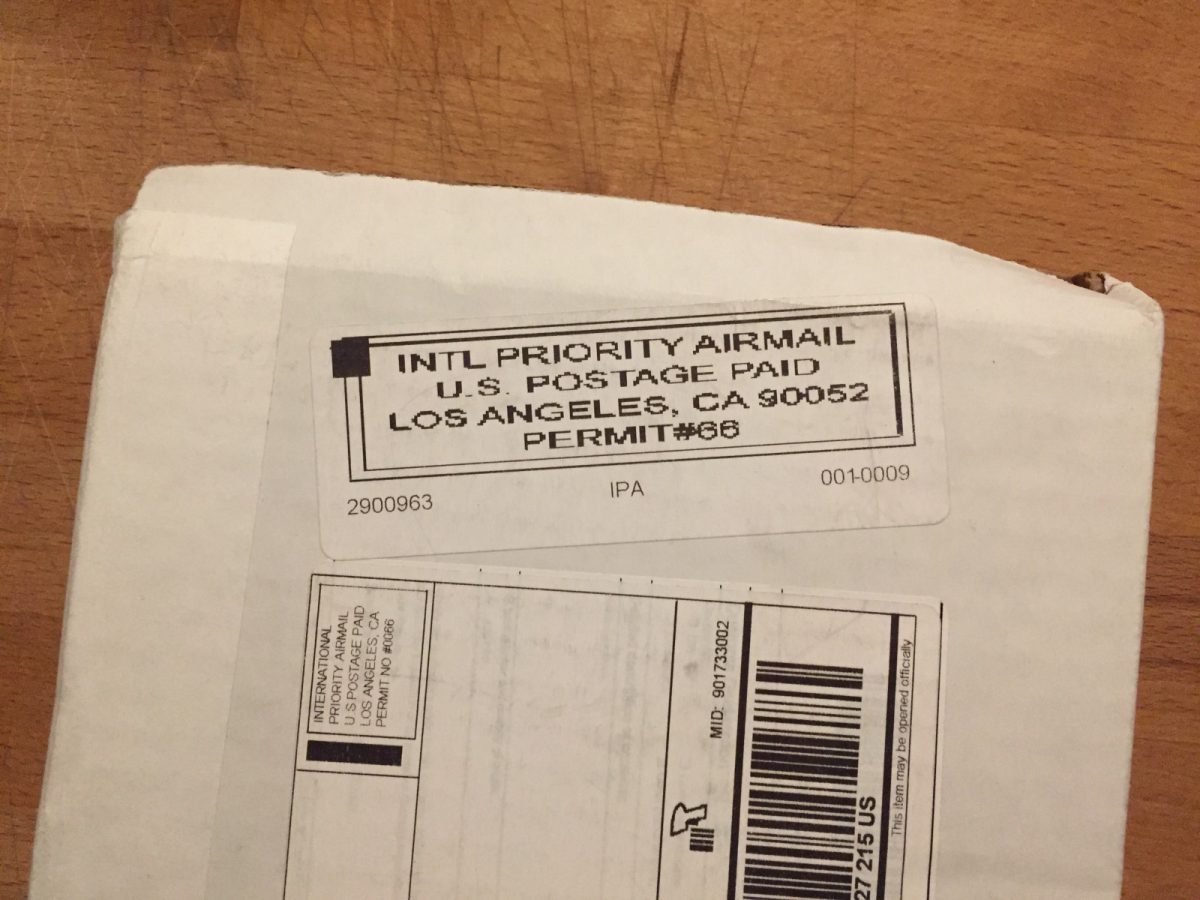 INTL PRIORITY AIRMAIL
U.S. POSTAGE PAID
LOS ANGELES, CA 90052
PERMIT#66
2900963 IPA 001-0009
INTERNATIONAL
PRIORITY AIRMAIL
U.S POSTAGE PAID
LOS ANGELES, CA
PERMIT NO #0066
MID: 901733002
27 215 US
This item may be opened officially